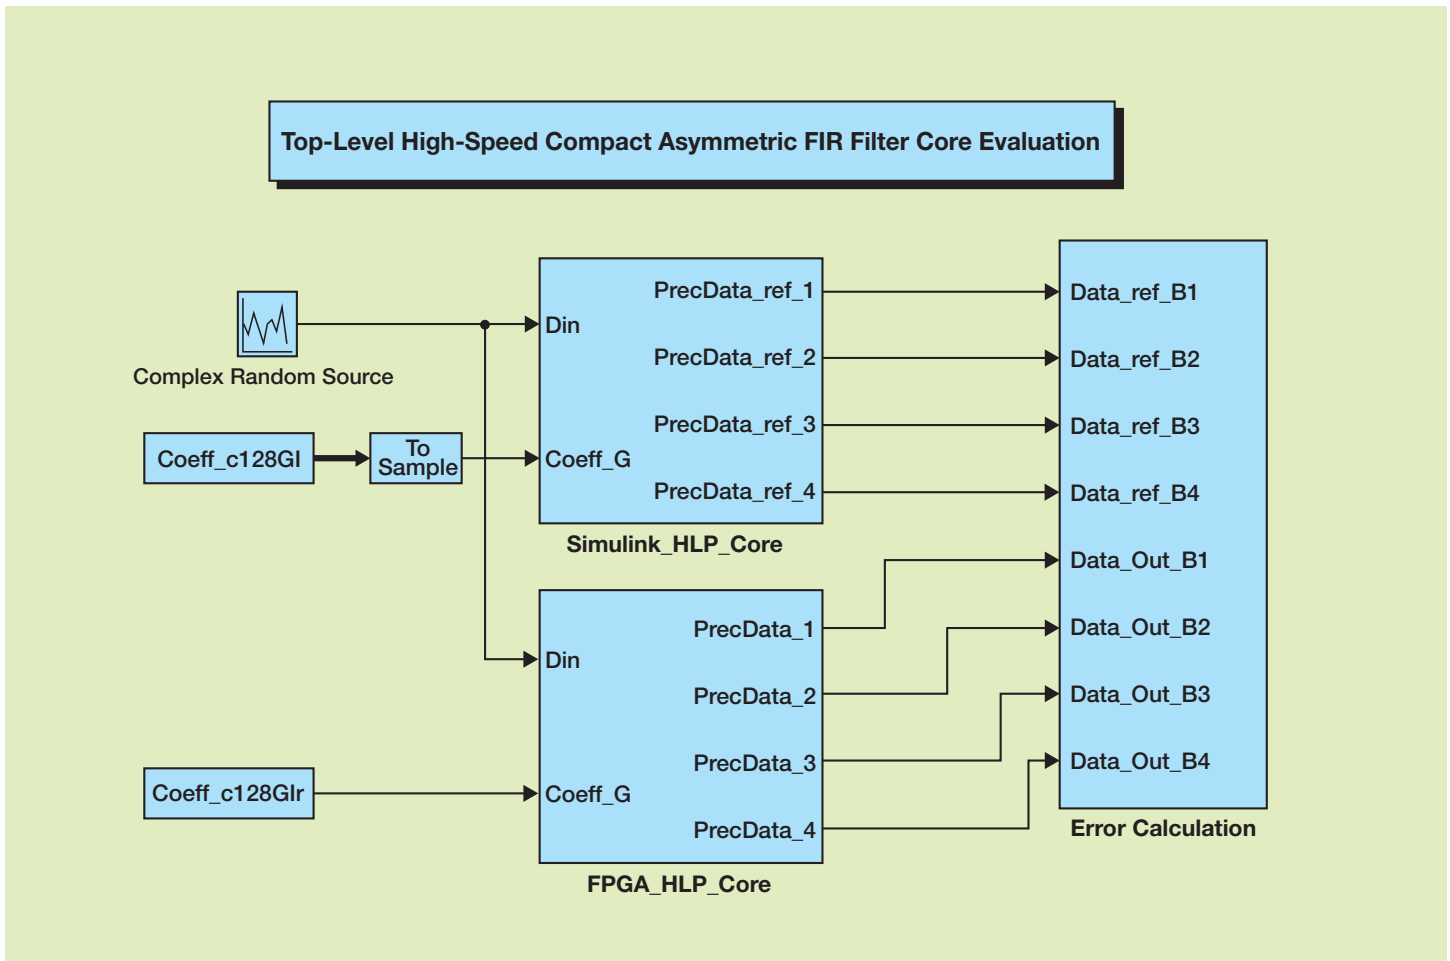 Top-Level High-Speed Compact Asymmetric FIR Filter Core Evaluation
Complex Random Source
Coeff_c128GI
To
Sample
Din
Coeff_G
PrecData_ref_1
PrecData_ref_2
PrecData_ref_3
PrecData_ref_4
Simulink_HLP_Core
Coeff_c128GIr
Din
Coeff_G
PrecData_1
PrecData_2
PrecData_3
PrecData_4
FPGA_HLP_Core
Data_ref_B1
Data_ref_B2
Data_ref_B3
Data_ref_B4
Data_Out_B1
Data_Out_B2
Data_Out_B3
Data_Out_B4
Error Calculation